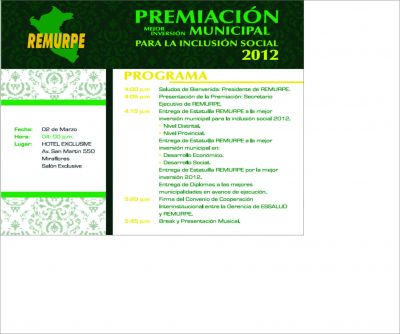 REMURPE
PREMIACIÓN
MEJOR INVERSIÓN MUNICIPAL
PARA LA INCLUSIÓN SOCIAL
2012
Fecha: 02 de Marzo
Hora: 04: 00 p.m.
Lugar: HOTEL EXCLUSIVE
Av. San Martin 550
Miraflores
Salón Exclusive
PROGRAMA
4:00 p.m Saludos de Bienvenida: Presidente de REMURPE.
4:05 p.m Presentación de la Premiación: Secretario
Ejecutivo de REMURPE.
4:15 p.m Entrega de Estatuilla REMURPE a la mejor
inversión municipal para la inclusión social 2012.
- Nivel Distrital.
- Nivel Provincial.
Entrega de Estatuilla REMURPE a la mejor
inversión municipal en:
- Desarrollo Económico.
- Desarrollo Social.
Entrega de Estatuilla REMURPE por la mejor
inversión 2012.
Entrega de Diplomas a las mejores
municipalidades en avance de ejecución.
5:20 p.m Firma del Convenio de Cooperación
Interinstitucional entre la Gerencia de ESSALUD
y REMURPE.
5:45 p.m Break y Presentación Musical.